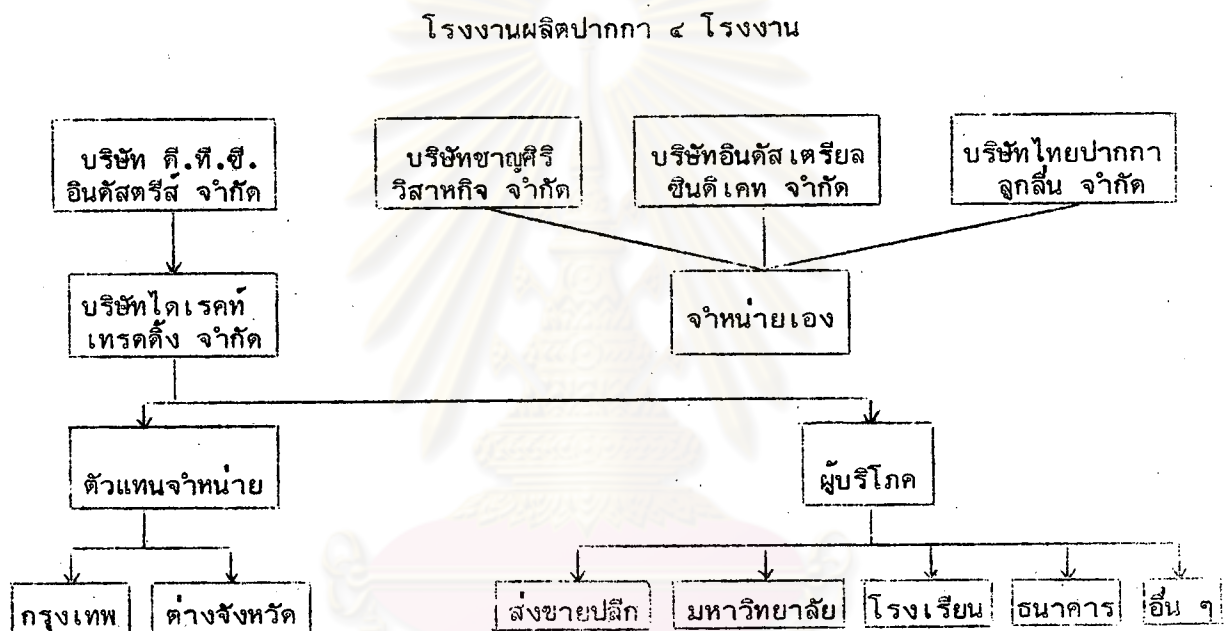 โรงงานผลิตปากกา ๔ โรงงาน
บริษัท ดี.ที.ซี.
อินดัสตรีส์ จำกัด
บริษัทชาญศิริ
วิสาหกิจ จำกัด
บริษัทอินดัสเตรียล
ซินดิเคท จำกัด
บริษัทไทยปากกา
ลูกลื่น จำกัด
บริษัทไดเรคท์
เทรดดิ้ง จำกัด
จำหน่ายเอง
ตัวแทนจำหน่าย
ผู้บริโภค
กรุงเทพ
ต่างจังหวัด
ส่งขายปลีก
มหาวิทยาลัย
โรงเรียน
ธนาคาร
อื่น ๆ